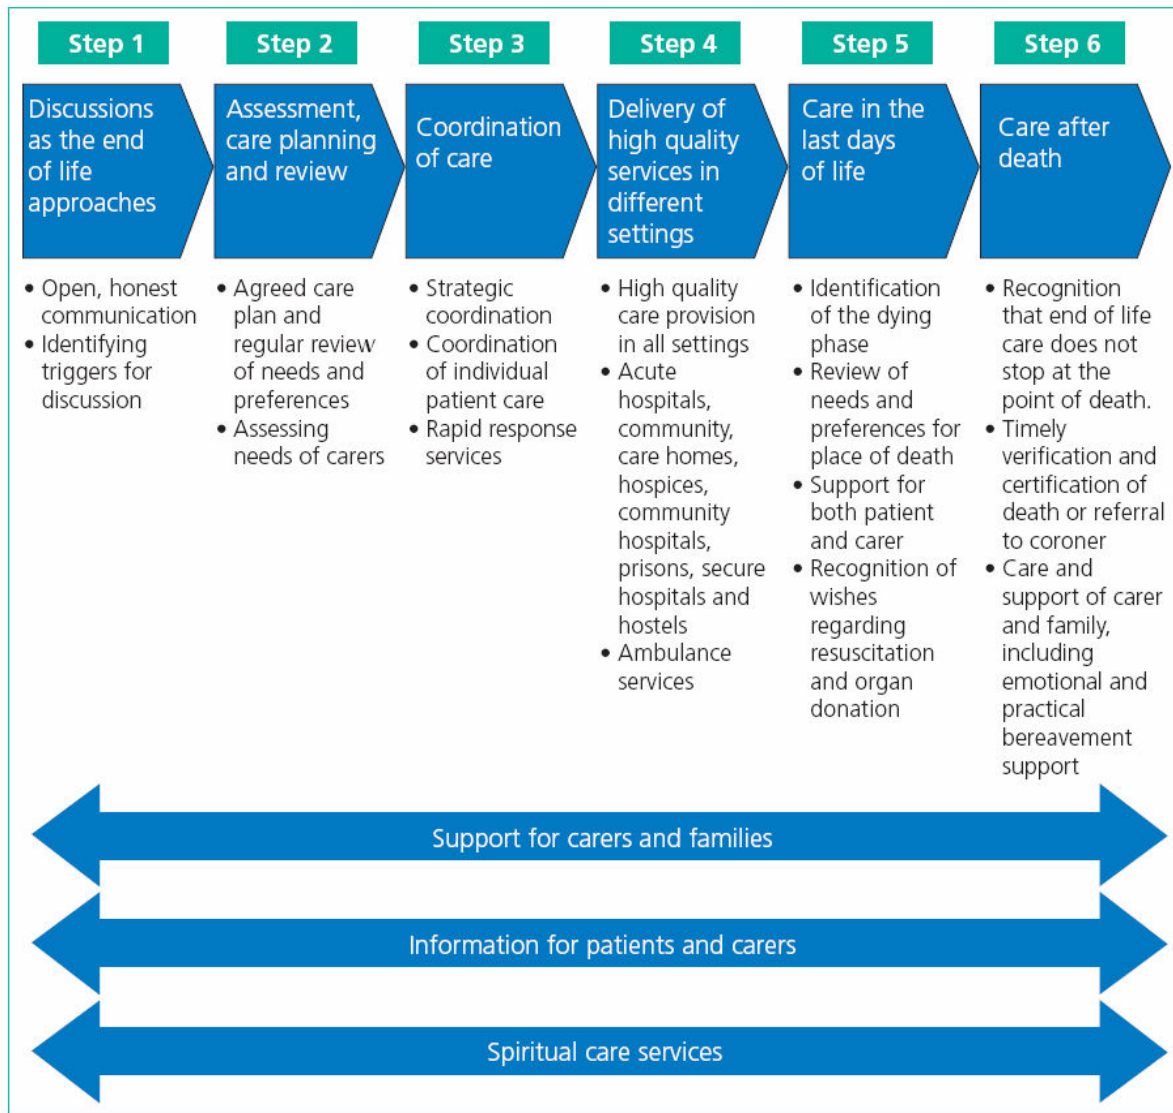 Step 1
Discussions
as the end
of life
approaches
• Open, honest
communication
• Identifying
triggers for
discussion
Step 2
Assessment,
care planning
and review
• Agreed care
plan and
regular review
of needs and
preferences
• Assessing
needs of carers
Step 3
Coordination
of care
• Strategic
coordination
• Coordination
of individual
patient care
• Rapid response
services
Step 4
Delivery of
high quality
services in
different
settings
• High quality
care provision
in all settings
• Acute
hospitals,
community,
care homes,
hospices,
community
hospitals,
prisons, secure
hospitals and
hostels
• Ambulance
services
Step 5
Care in the
last days
of life
• Identification
of the dying
phase
• Review of
needs and
preferences for
place of death
• Support for
both patient
and carer
• Recognition of
wishes
regarding
resuscitation
and organ
donation
Step 6
Care after
death
• Recognition
that end of life
care does not
stop at the
point of death.
• Timely
verification and
certification of
death or referral
to coroner
• Care and
support of carer
and family,
including
emotional and
practical
bereavement
support
Support for carers and families
Information for patients and carers
Spiritual care services